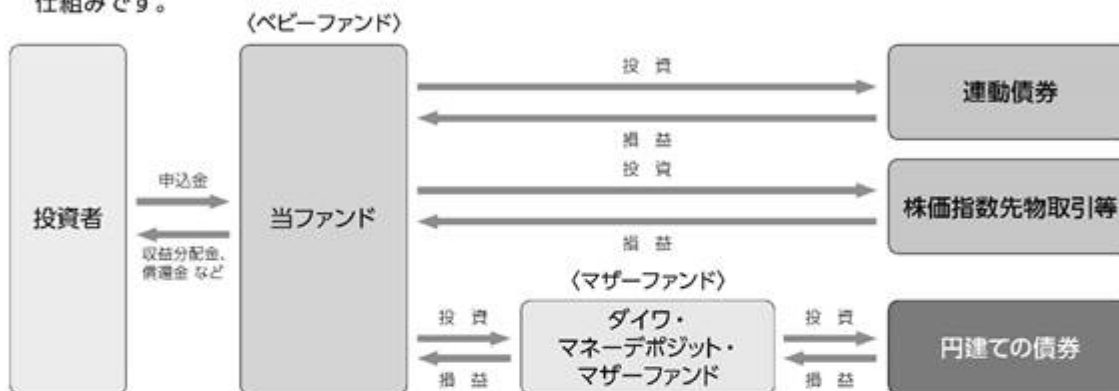 仕組みです。
〈ベビーファンド〉
投資者
申込金
収益分配金、
償還金 など
当ファンド
投 資
損 益
連動債券
投 資
損 益
株価指数先物取引等
〈マザーファンド〉
投 資
損 益
ダイワ・
マネーデポジット・
マザーファンド
投 資
損 益
円建ての債券